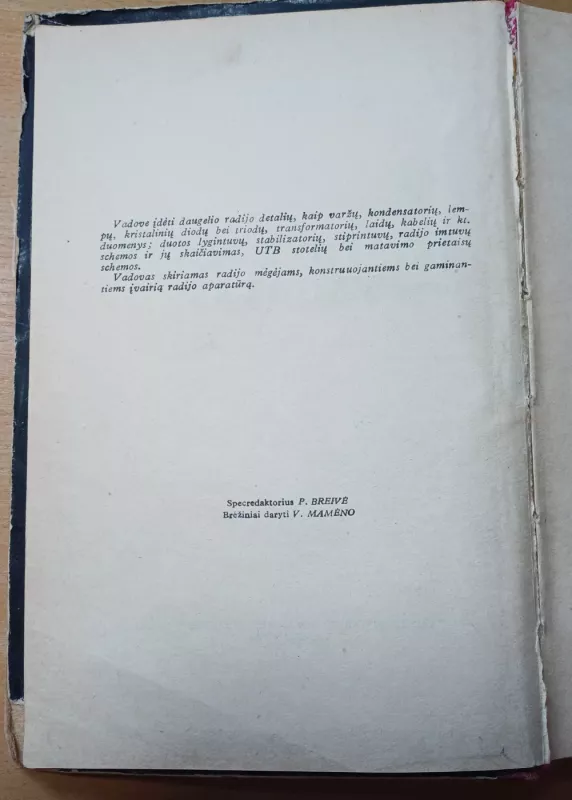 Vadove įdėti daugelio radijo detalių, kaip varžų, kondensatorių, lem-
pų, kristalinių diodų bei triodų, transformatorių, laidų, kabelių ir kt.
duomenys; duotos lygintuvų, stabilizatorių, stiprintuvų, radijo imtuvų
schemos ir jų skaičiavimas, UTB stotelių bei matavimo prietaisų
schemos.
Vadovas skiriamas radijo mėgėjams, konstruuojantiems bei gaminan-
tiems įvairią radijo aparatūrą.
Specredaktorius P. BREIVĖ
Brėžiniai daryti V. MAMĖNO